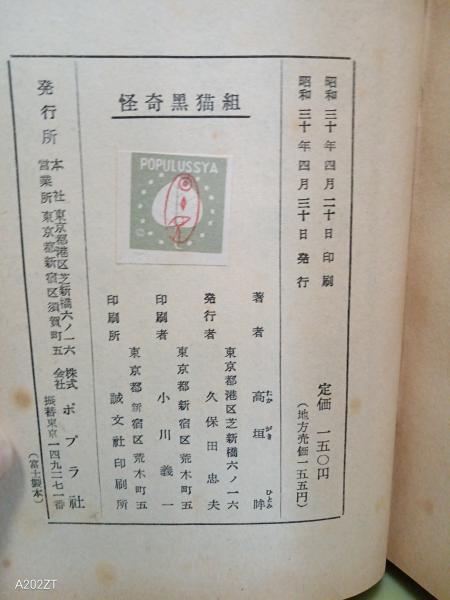 昭和三十年四月二十日 印刷
昭和三十年四月三十日 発行
定価 一五〇円
(地方売価一五五円)
怪奇黒猫組
POPULUSSYA
著者 高垣眸
たか がき ひとみ
東京都港区芝新橋六ノ一六
発行者 久保田忠夫
東京都新宿区荒木町五
印刷者 小川義一
東京都新宿区荒木町五
印刷所 誠文社印刷所
発行所
本社 東京都港区芝新橋六ノ一六
営業所 東京都新宿区須賀町五
株式会社 ポプラ社
振替東京一四九二七一番
(富士製本)
A202ZT